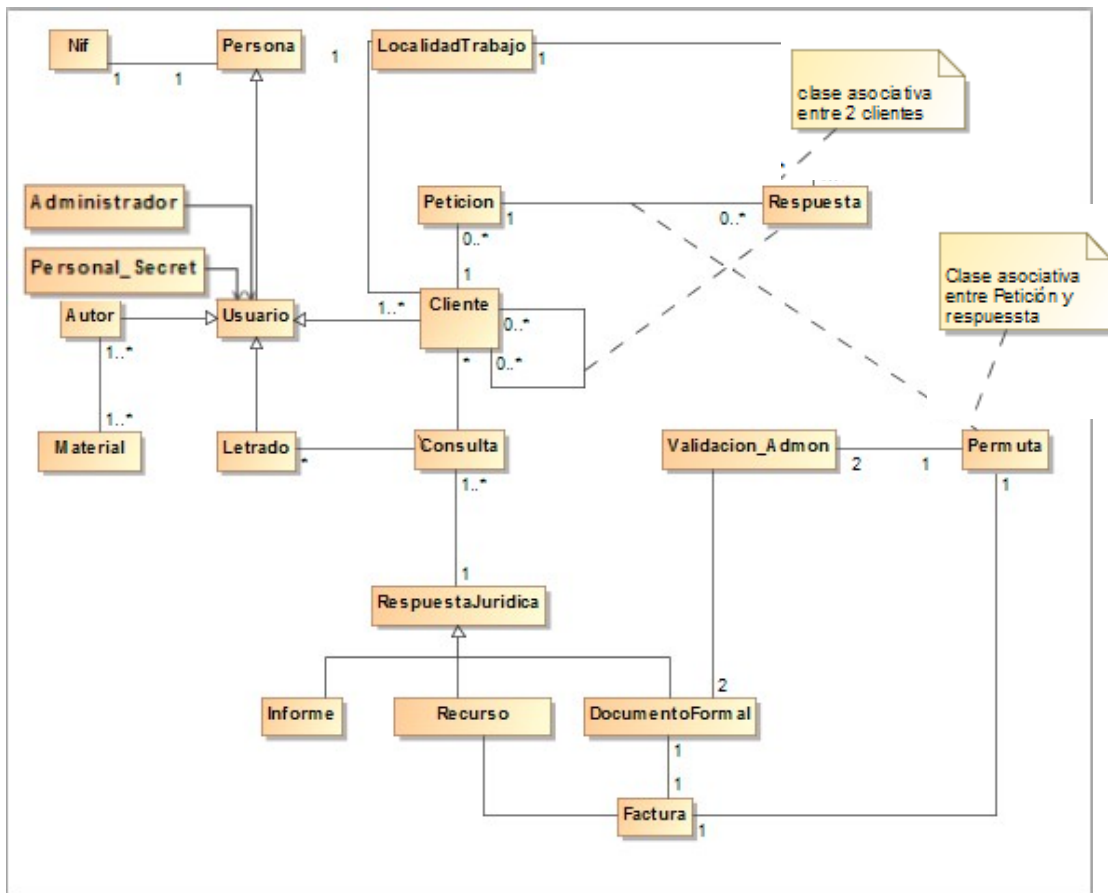 Nif
Persona
LocalidadTrabajo
1
1
1
1
clase asociativa
entre 2 clientes
*
Administrador
Peticion
1
0..*
Respuesta
Personal_Secret
0..*
1
Clase asociativa
entre Petición y
respuessta
Autor
Usuario
1..*
Cliente
0..*
0..*
1..*
*
1..*
Material
Letrado
*
Consulta
1..*
Validacion_Admon
2
1
Permuta
1
1
RespuestaJuridica
2
Informe
Recurso
DocumentoFormal
1
1
Factura
1